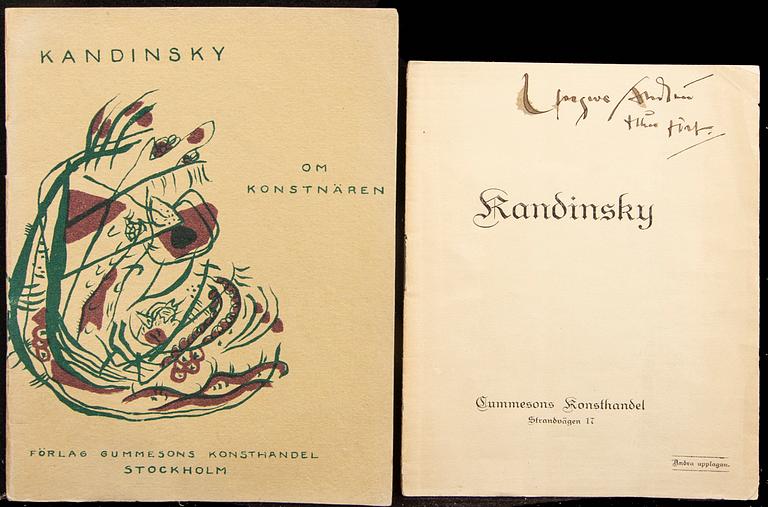 KANDINSKY
OM
KONSTNÄREN
FÖRLAG GUMMESONS KONSTHANDEL
STOCKHOLM
Kandinsky
Gummesons Konsthandel
Strandvägen 17
Andra upplagan.